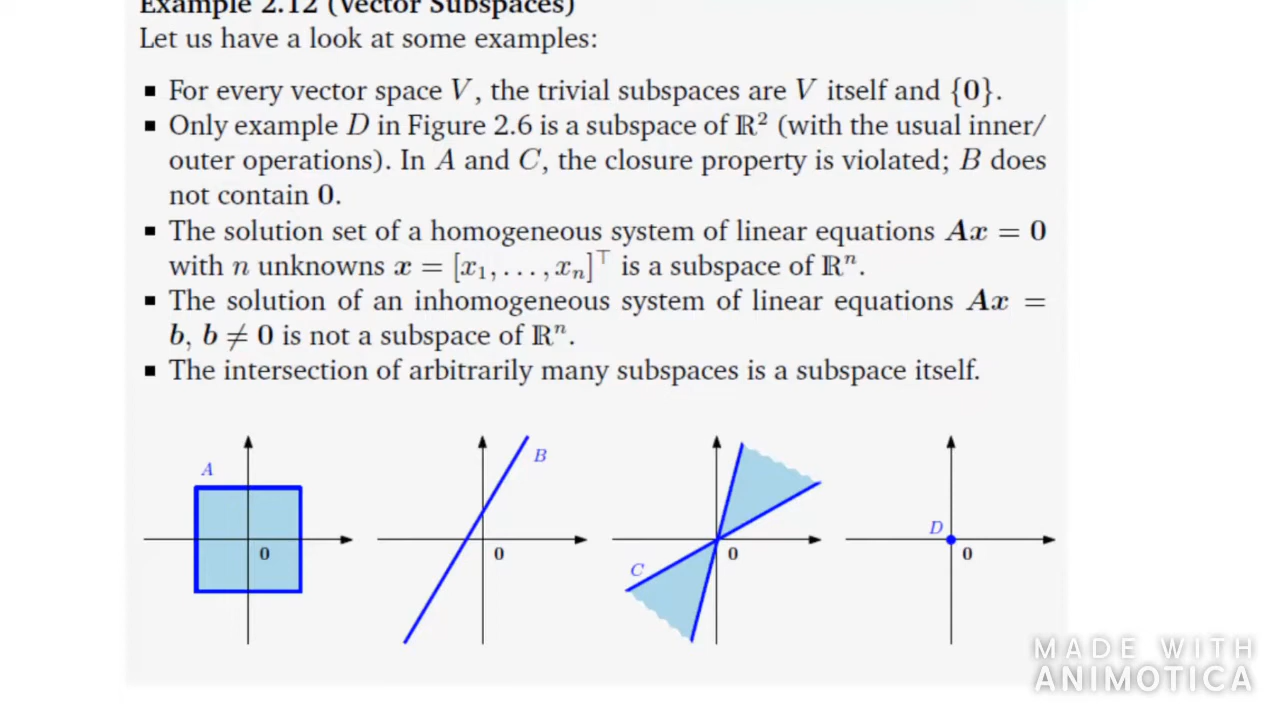 Example 2.12 (Vector Subspaces)
Let us have a look at some examples:
▪ For every vector space V, the trivial subspaces are V itself and {0}.
▪ Only example D in Figure 2.6 is a subspace of ℝ² (with the usual inner/
outer operations). In A and C, the closure property is violated; B does
not contain 0.
▪ The solution set of a homogeneous system of linear equations Ax = 0
with n unknowns x = [x₁, . . . , xₙ]⊤ is a subspace of ℝⁿ.
▪ The solution of an inhomogeneous system of linear equations Ax =
b, b ≠ 0 is not a subspace of ℝⁿ.
▪ The intersection of arbitrarily many subspaces is a subspace itself.
A
0
B
0
C
0
D
0
MADE WITH
ANIMOTICA